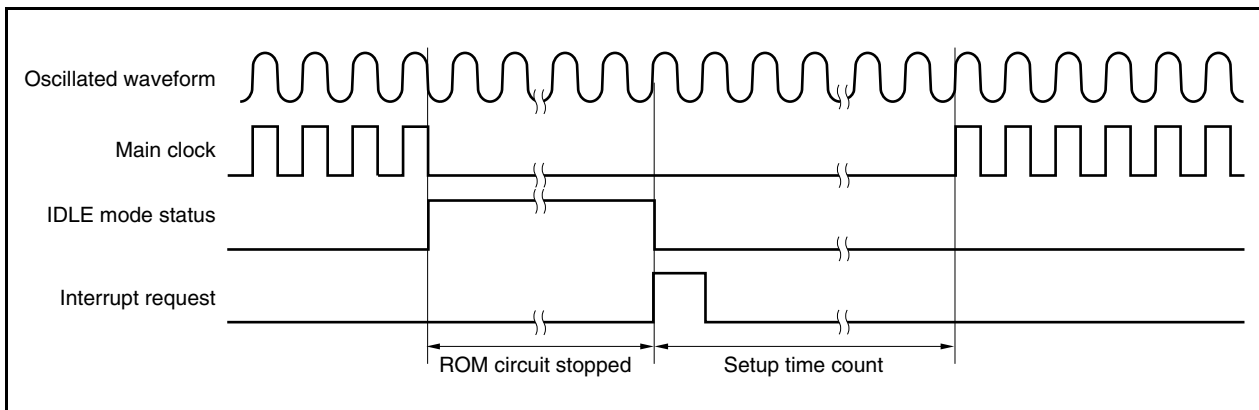 Oscillated waveform
Main clock
IDLE mode status
Interrupt request
ROM circuit stopped
Setup time count